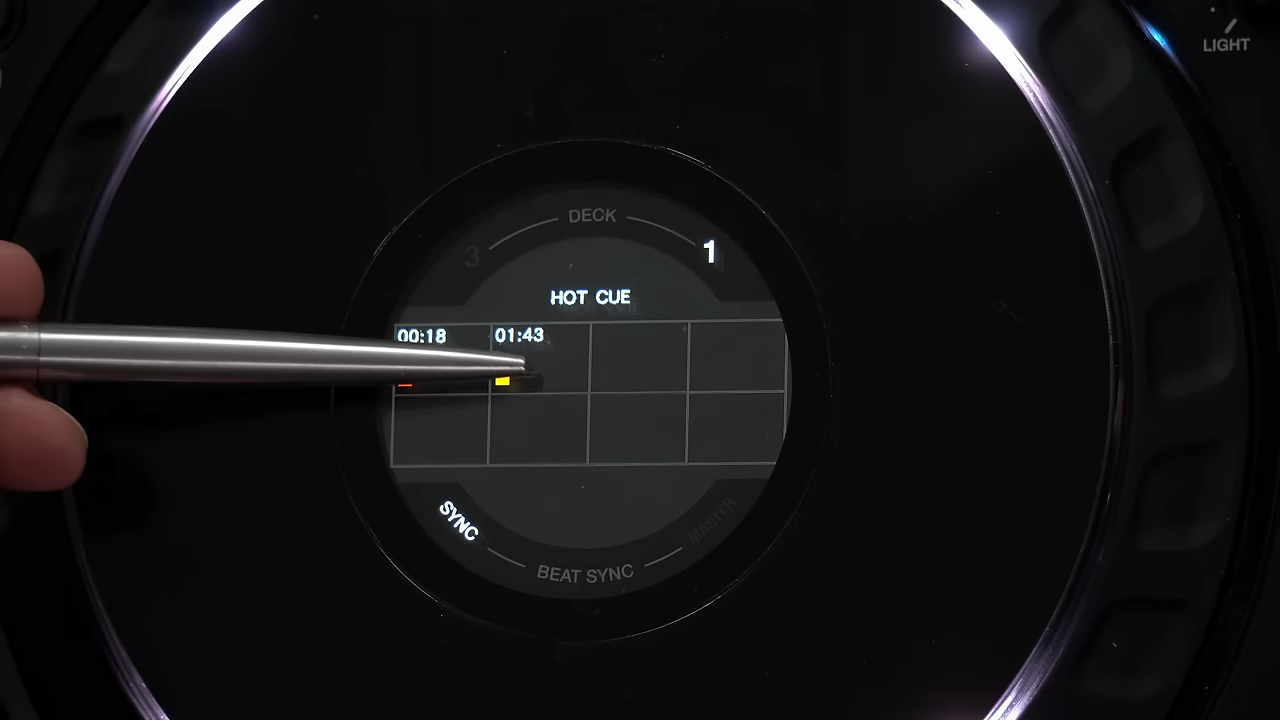 LIGHT
DECK
3 1
HOT CUE
00:18 01:43
SYNC
MASTER
BEAT SYNC